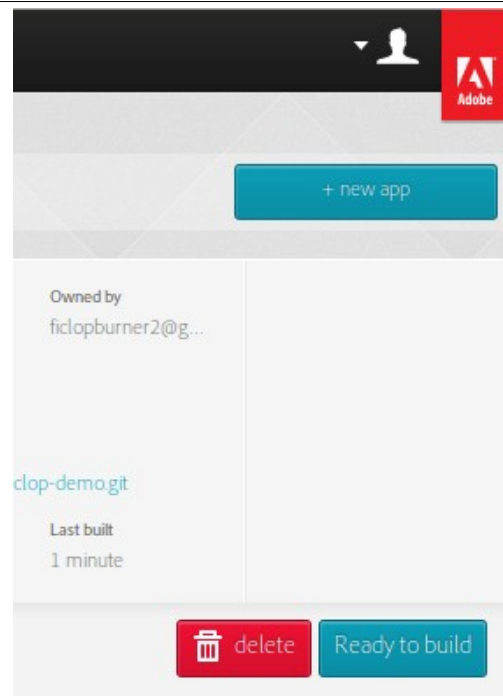 Adobe
+ new app
Owned by
ficlopburner2@g...
clop-demo.git
Last built
1 minute
delete
Ready to build